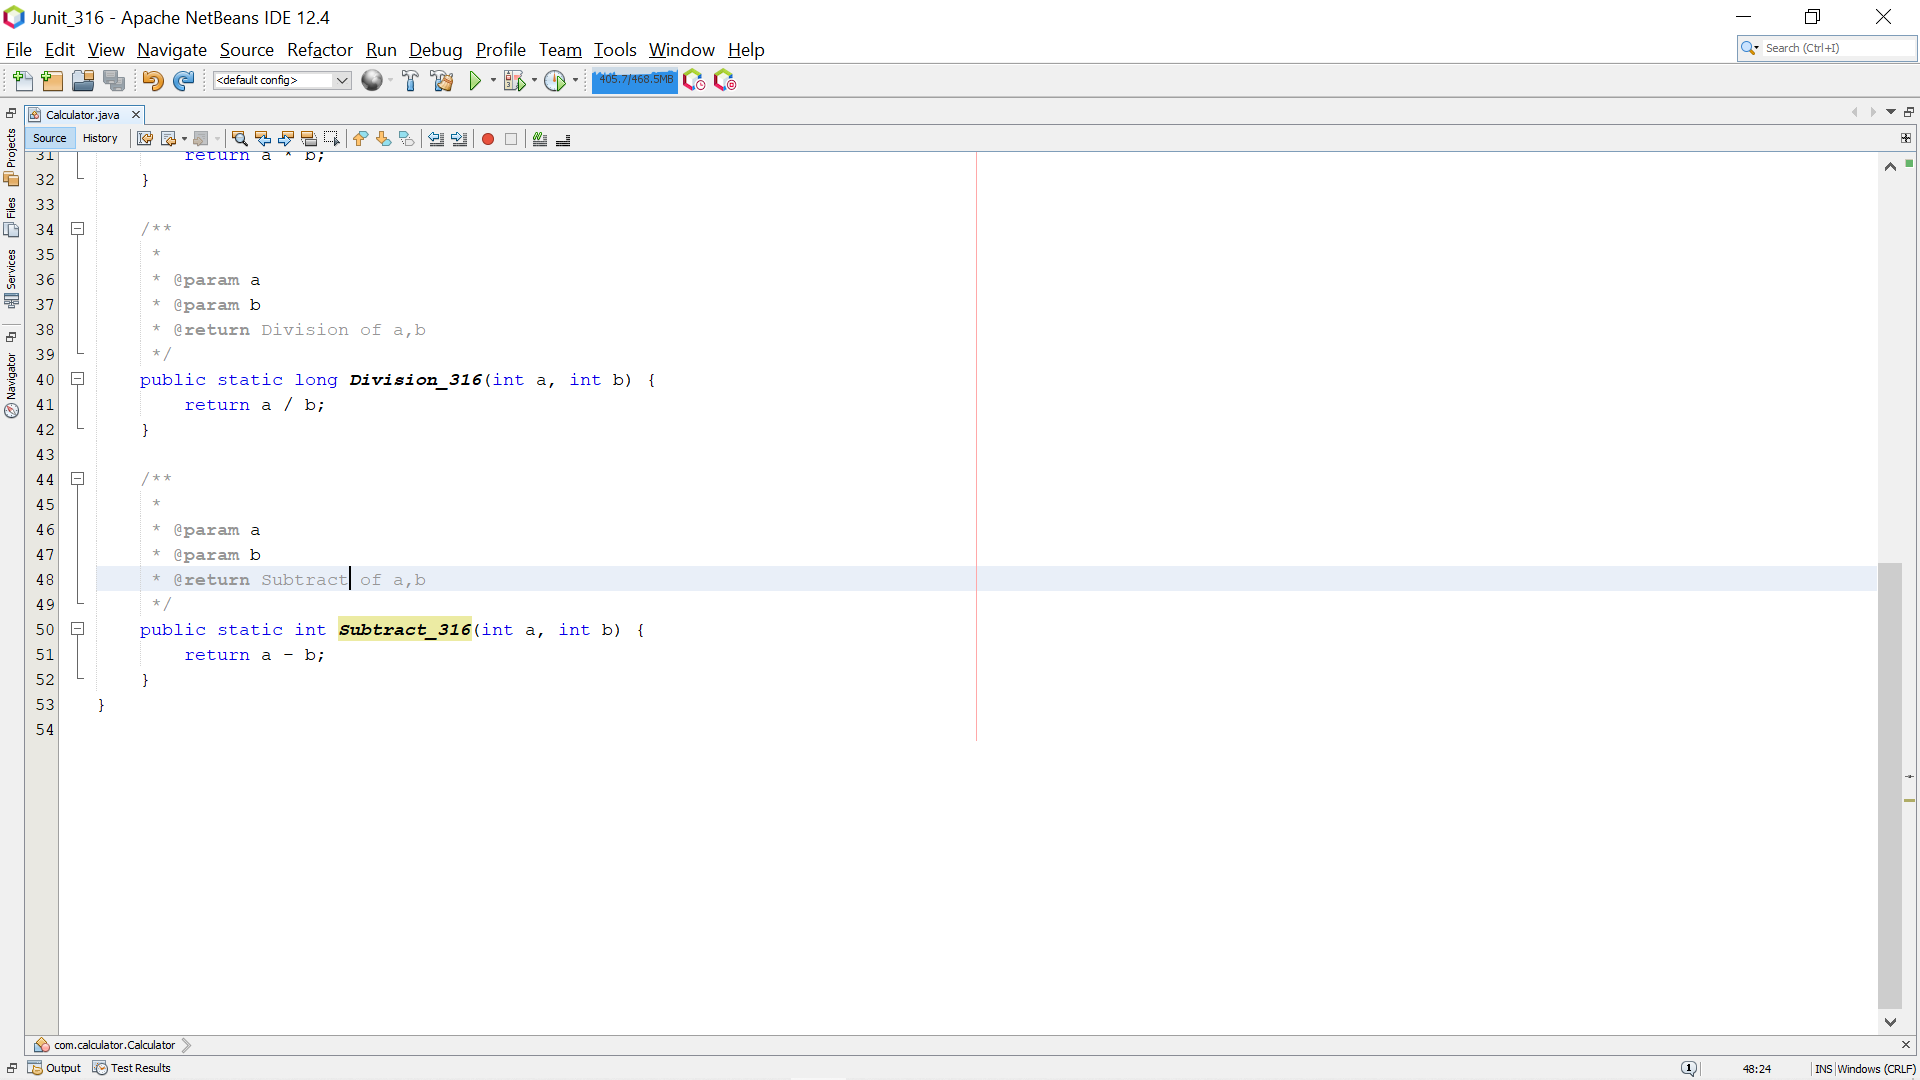 Junit_316 - Apache NetBeans IDE 12.4
File Edit View Navigate Source Refactor Run Debug Profile Team Tools Window Help
Search (Ctrl+I)
<default config>
405.7/468.5MB
Calculator.java
Source History
Projects
Files
Services
Navigator
31 return a * b;
32 }
33
34 /**
35 *
36 * @param a
37 * @param b
38 * @return Division of a,b
39 */
40 public static long Division_316(int a, int b) {
41 return a / b;
42 }
43
44 /**
45 *
46 * @param a
47 * @param b
48 * @return Subtract of a,b
49 */
50 public static int Subtract_316(int a, int b) {
51 return a - b;
52 }
53 }
54
com.calculator.Calculator
Output Test Results
1 48:24 INS Windows (CRLF)